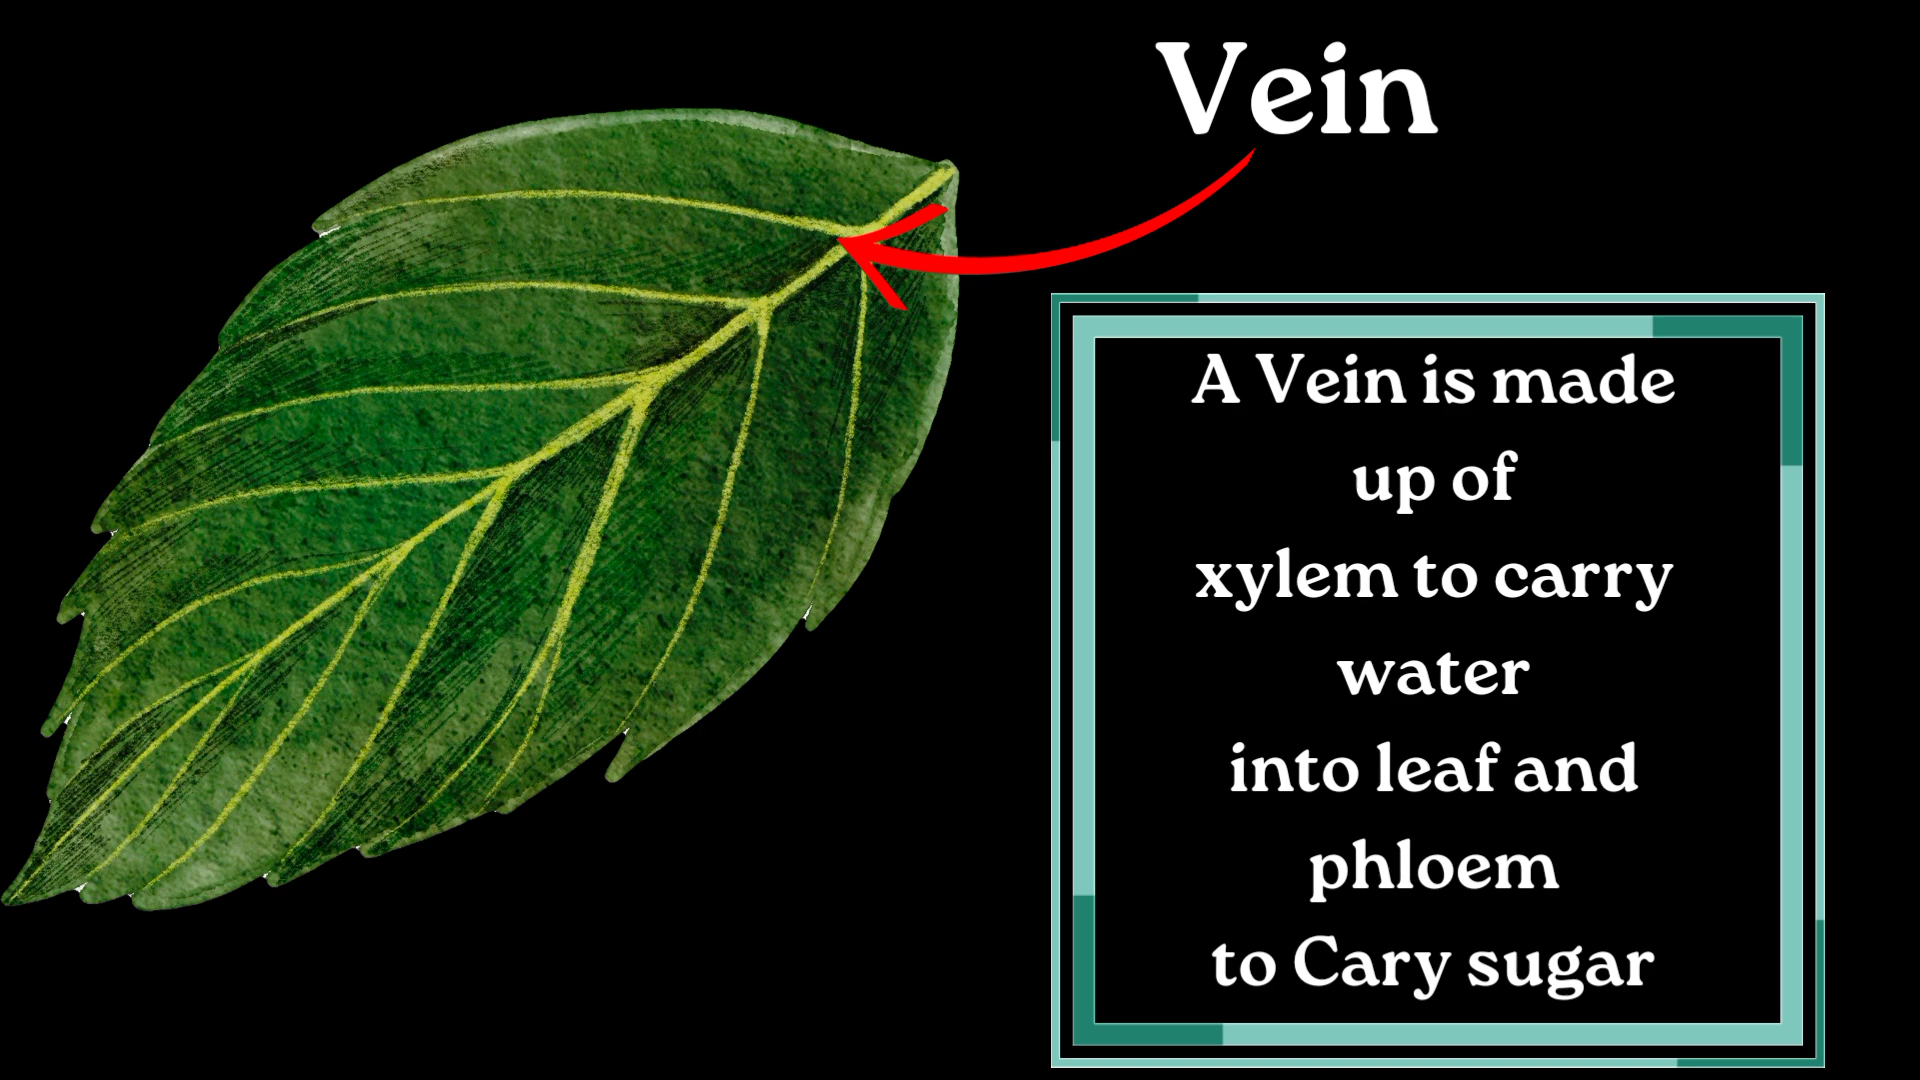 Vein
A Vein is made
up of
xylem to carry
water
into leaf and
phloem
to Cary sugar